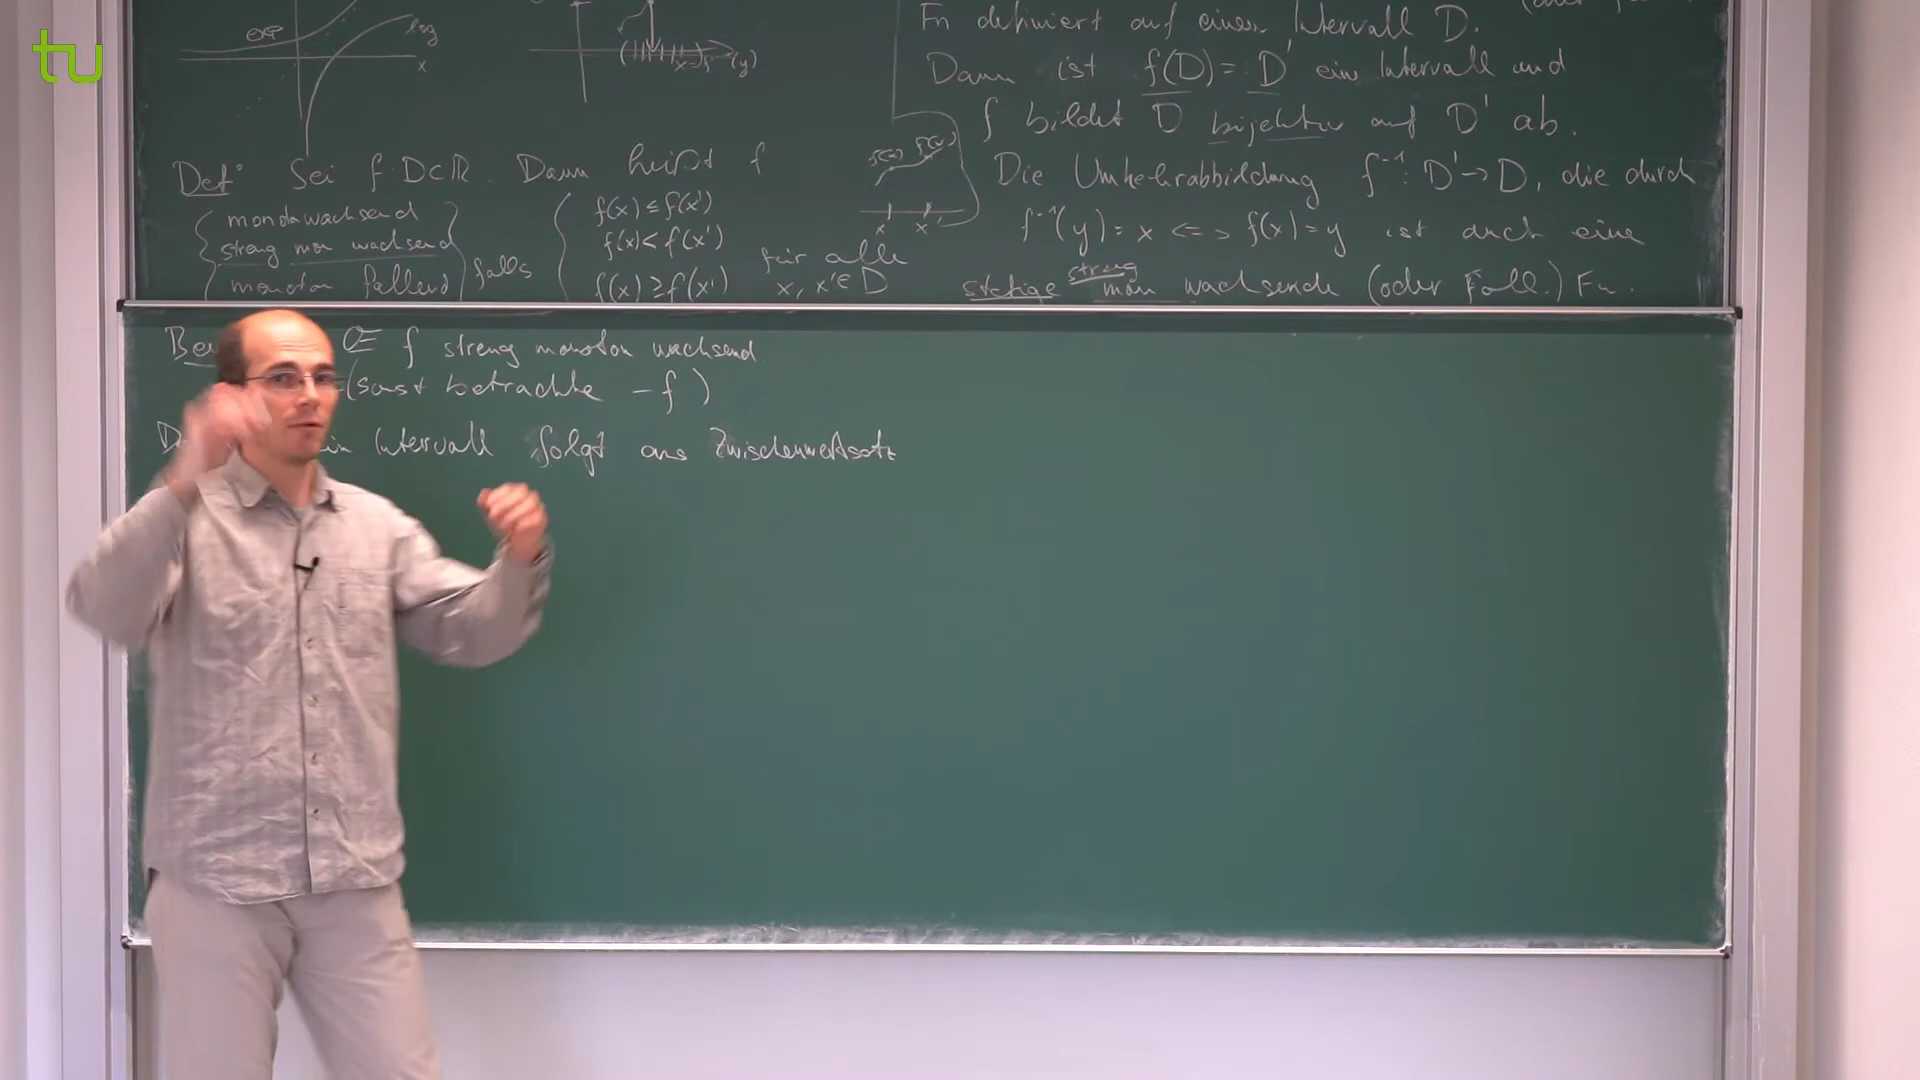 tu
exp
log
x
(y)
Def: Sei f D⊂ℝ. Dann heißt f
monoton wachsend
streng mon wachsend
monoton fallend
falls
f(x) ≤ f(x')
f(x) < f(x')
f(x) ≥ f(x')
für alle
x, x' ∈ D
f(x) f(x')
x x'
Fn definiert auf einem Intervall D.
Dann ist f(D) = D' ein Intervall und
f bildet D bijektiv auf D' ab.
Die Umkehrabbildung f⁻¹: D' → D, die durch
f⁻¹(y) = x <=> f(x) = y ist auch eine
streng
stetige mon wachsende (oder Fall.) Fn.
f streng monoton wachsend
(sonst betrachte - f)
Intervall folgt aus Zwischenwertsatz